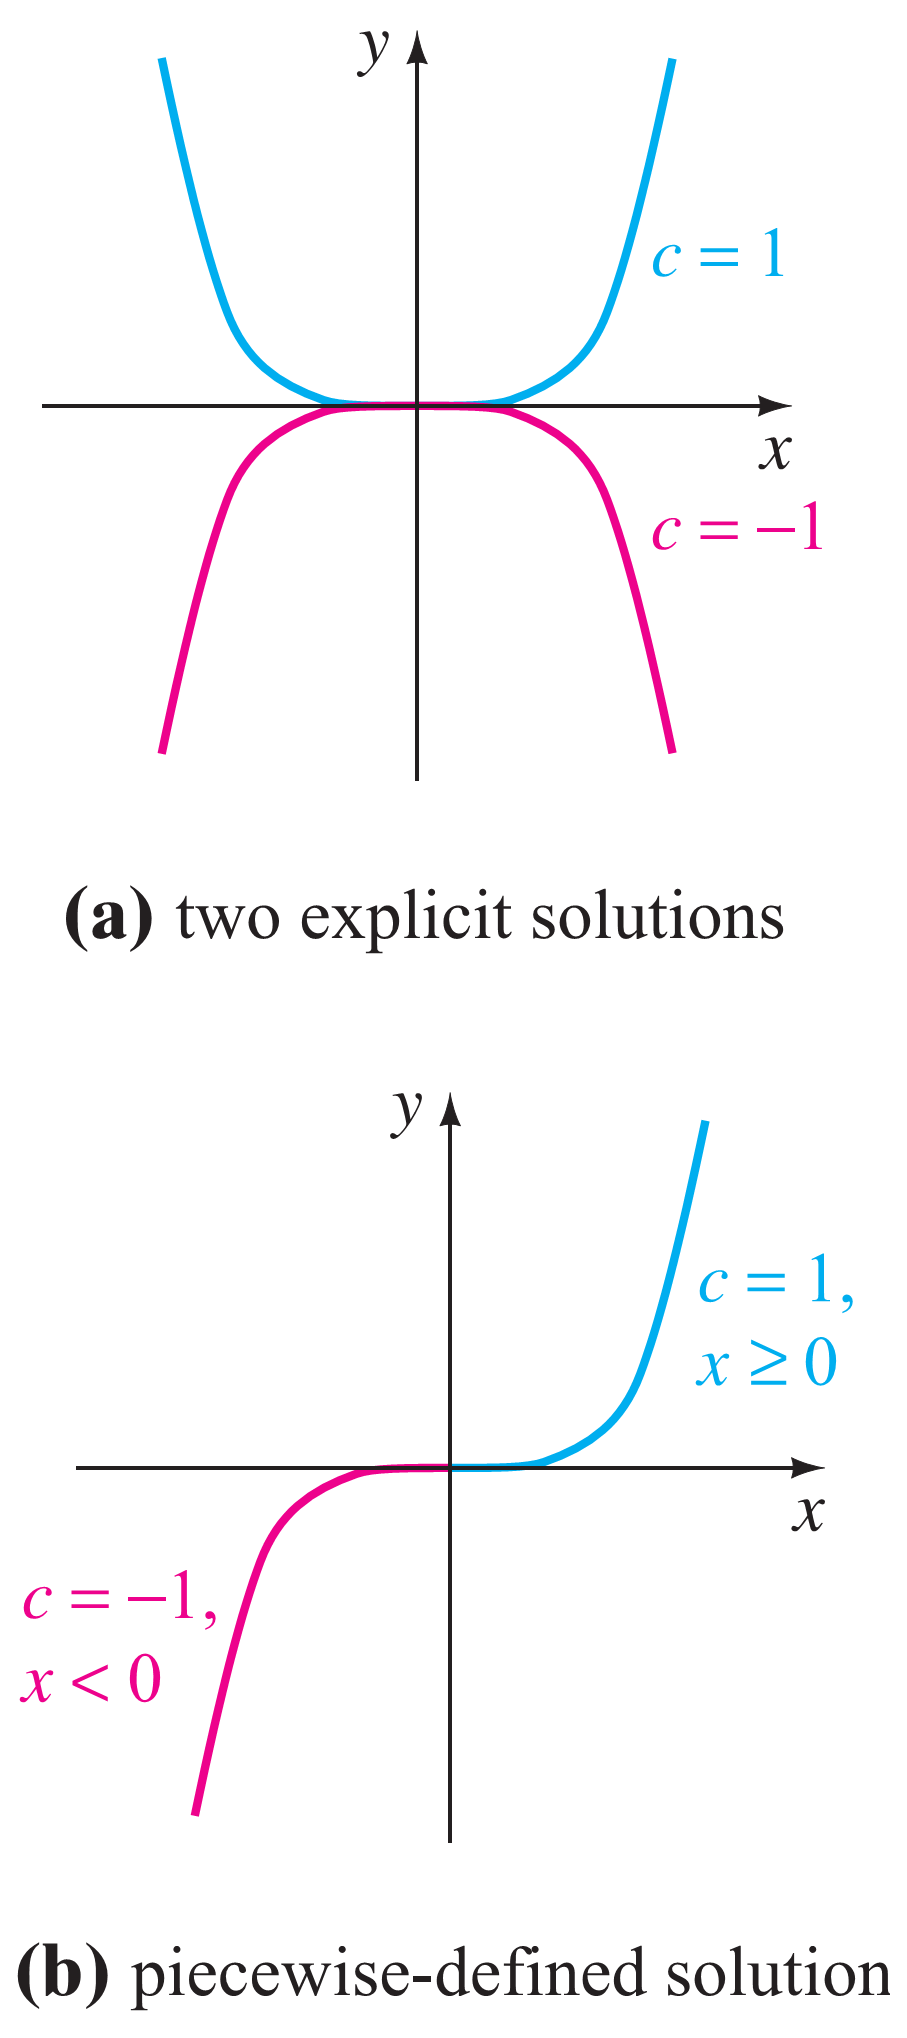 y
c = 1
x
c = −1
(a) two explicit solutions
y
c = 1,
x ≥ 0
x
c = −1,
x < 0
(b) piecewise-defined solution